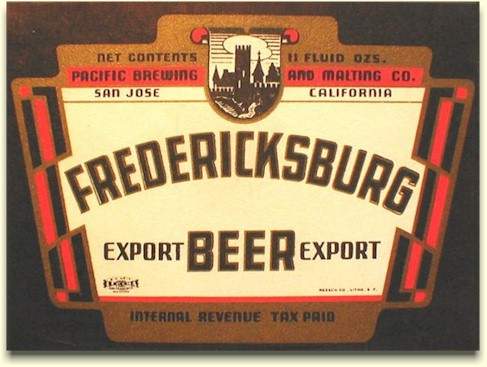 NET CONTENTS 11 FLUID OZS.
PACIFIC BREWING AND MALTING CO.
SAN JOSE CALIFORNIA
FREDERICKSBURG
EXPORT BEER EXPORT
INTERNAL REVENUE TAX PAID